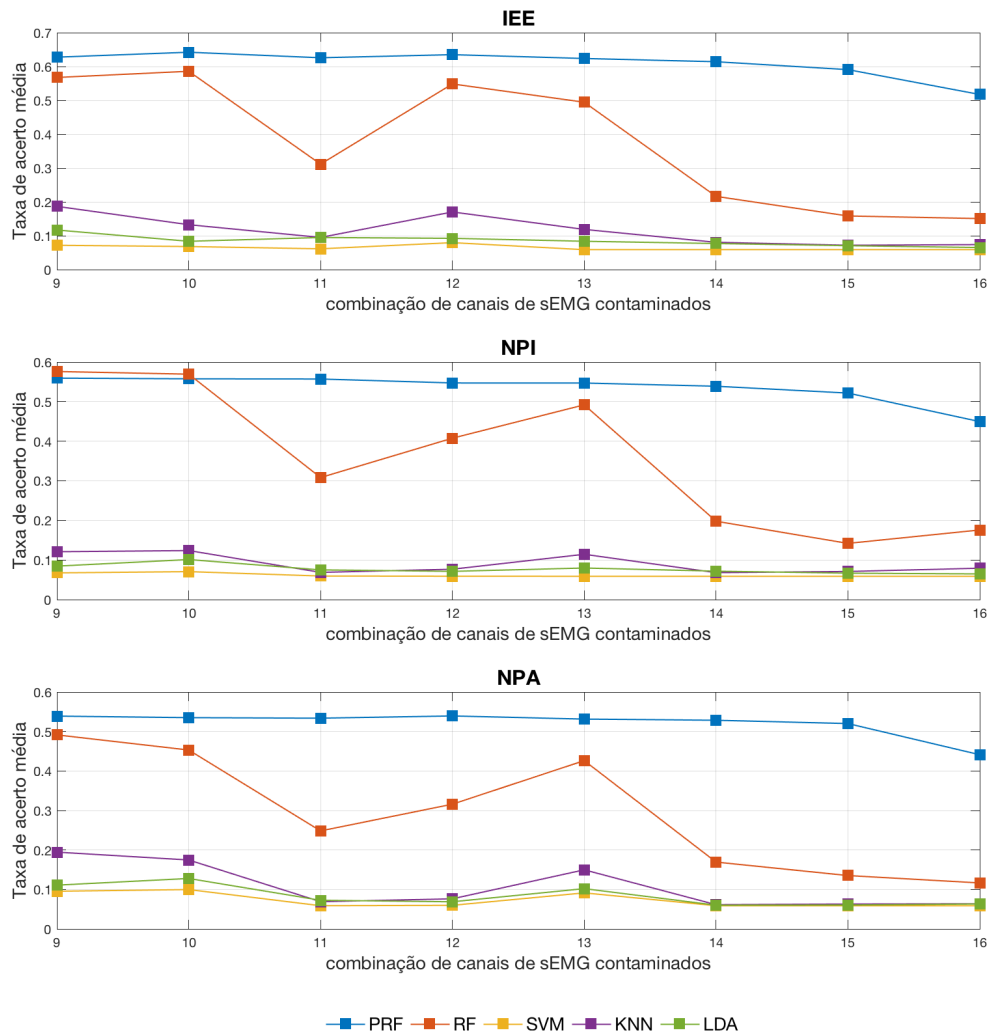 IEE
Taxa de acerto média
0.7
0.6
0.5
0.4
0.3
0.2
0.1
0
9 10 11 12 13 14 15 16
combinação de canais de sEMG contaminados
NPI
Taxa de acerto média
0.6
0.5
0.4
0.3
0.2
0.1
0
9 10 11 12 13 14 15 16
combinação de canais de sEMG contaminados
NPA
Taxa de acerto média
0.6
0.5
0.4
0.3
0.2
0.1
0
9 10 11 12 13 14 15 16
combinação de canais de sEMG contaminados
PRF RF SVM KNN LDA